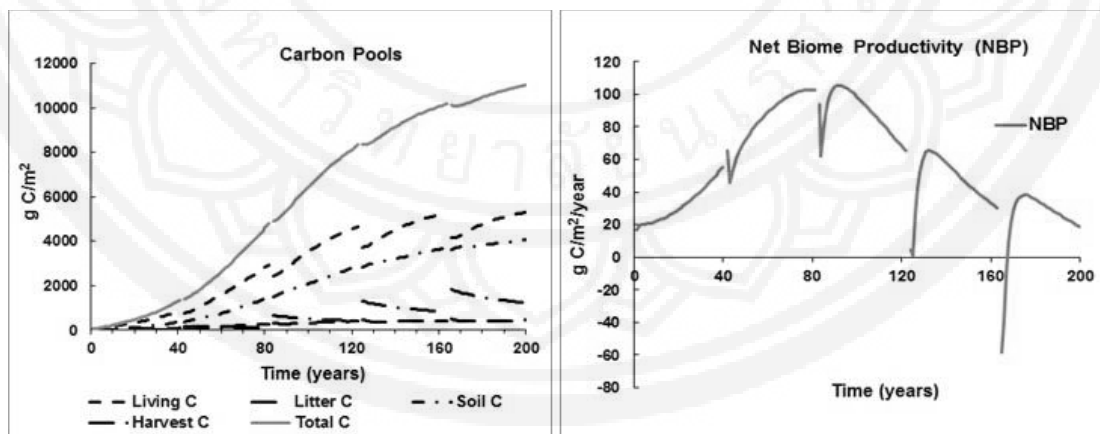 Carbon Pools
12000
10000
8000
6000
4000
2000
0
g C/m²
0 40 80 120 160 200
Time (years)
Living C Litter C Soil C
Harvest C Total C
Net Biome Productivity (NBP)
120
100
80
60
40
20
0
-20
-40
-60
-80
g C/m²/year
0 40 80 120 160 200
NBP
Time (years)